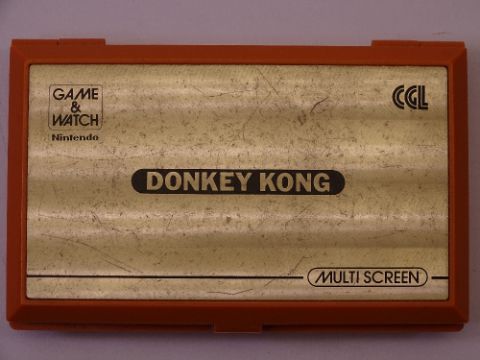 GAME
&
WATCH
Nintendo
CGL
DONKEY KONG
MULTI SCREEN